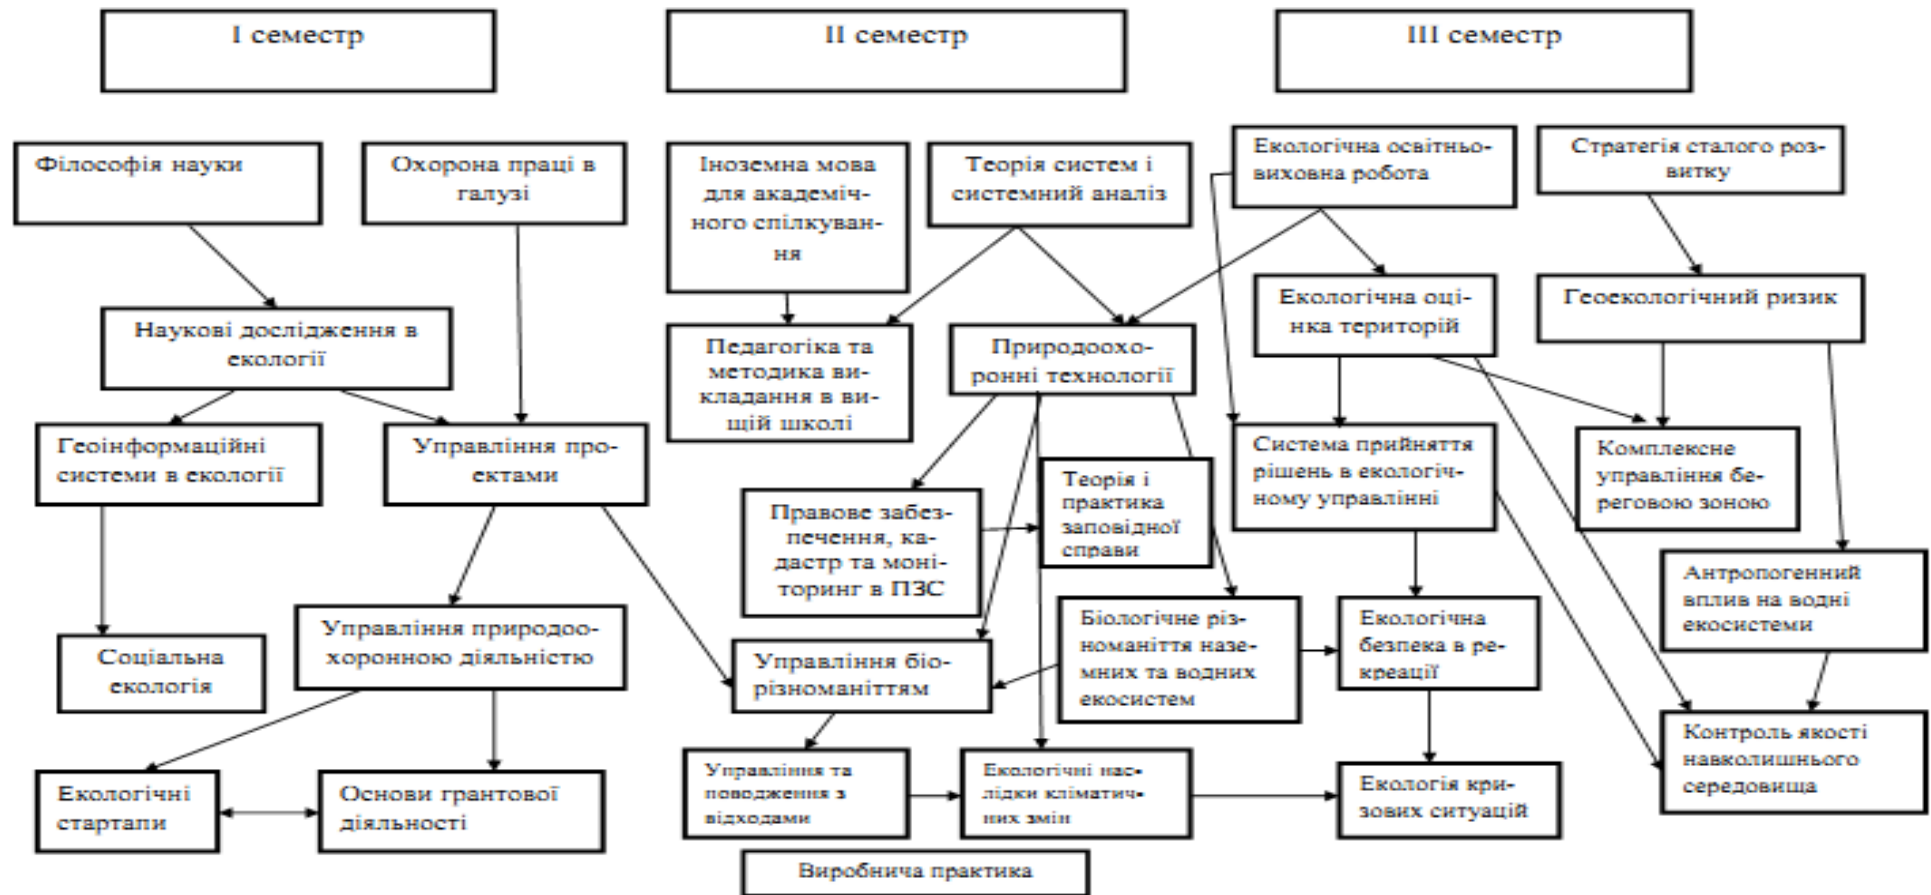 І семестр
ІІ семестр
ІІІ семестр
Філософія науки
Охорона праці в
галузі
Іноземна мова
для академіч-
ного спілкуван-
ня
Теорія систем і
системний аналіз
Екологічна освітньо-
виховна робота
Стратегія сталого роз-
витку
Наукові дослідження в
екології
Педагогіка та
методика ви-
кладання в ви-
щій школі
Природоохо-
ронні технології
Екологічна оці-
нка територій
Геоекологічний ризик
Геоінформаційні
системи в екології
Управління про-
ектами
Правове забез-
печення, ка-
дастр та моні-
торинг в ПЗС
Теорія і
практика
заповідної
справи
Система прийняття
рішень в екологіч-
ному управлінні
Комплексне
управління бе-
реговою зоною
Соціальна
екологія
Управління природоо-
хоронною діяльністю
Управління біо-
різноманіттям
Біологічне різ-
номаніття назе-
мних та водних
екосистем
Екологічна
безпека в ре-
креації
Антропогенний
вплив на водні
екосистеми
Екологічні
стартапи
Основи грантової
діяльності
Управління та
поводження з
відходами
Екологічні нас-
лідки кліматич-
них змін
Екологія кри-
зових ситуацій
Контроль якості
навколишнього
середовища
Виробнича практика